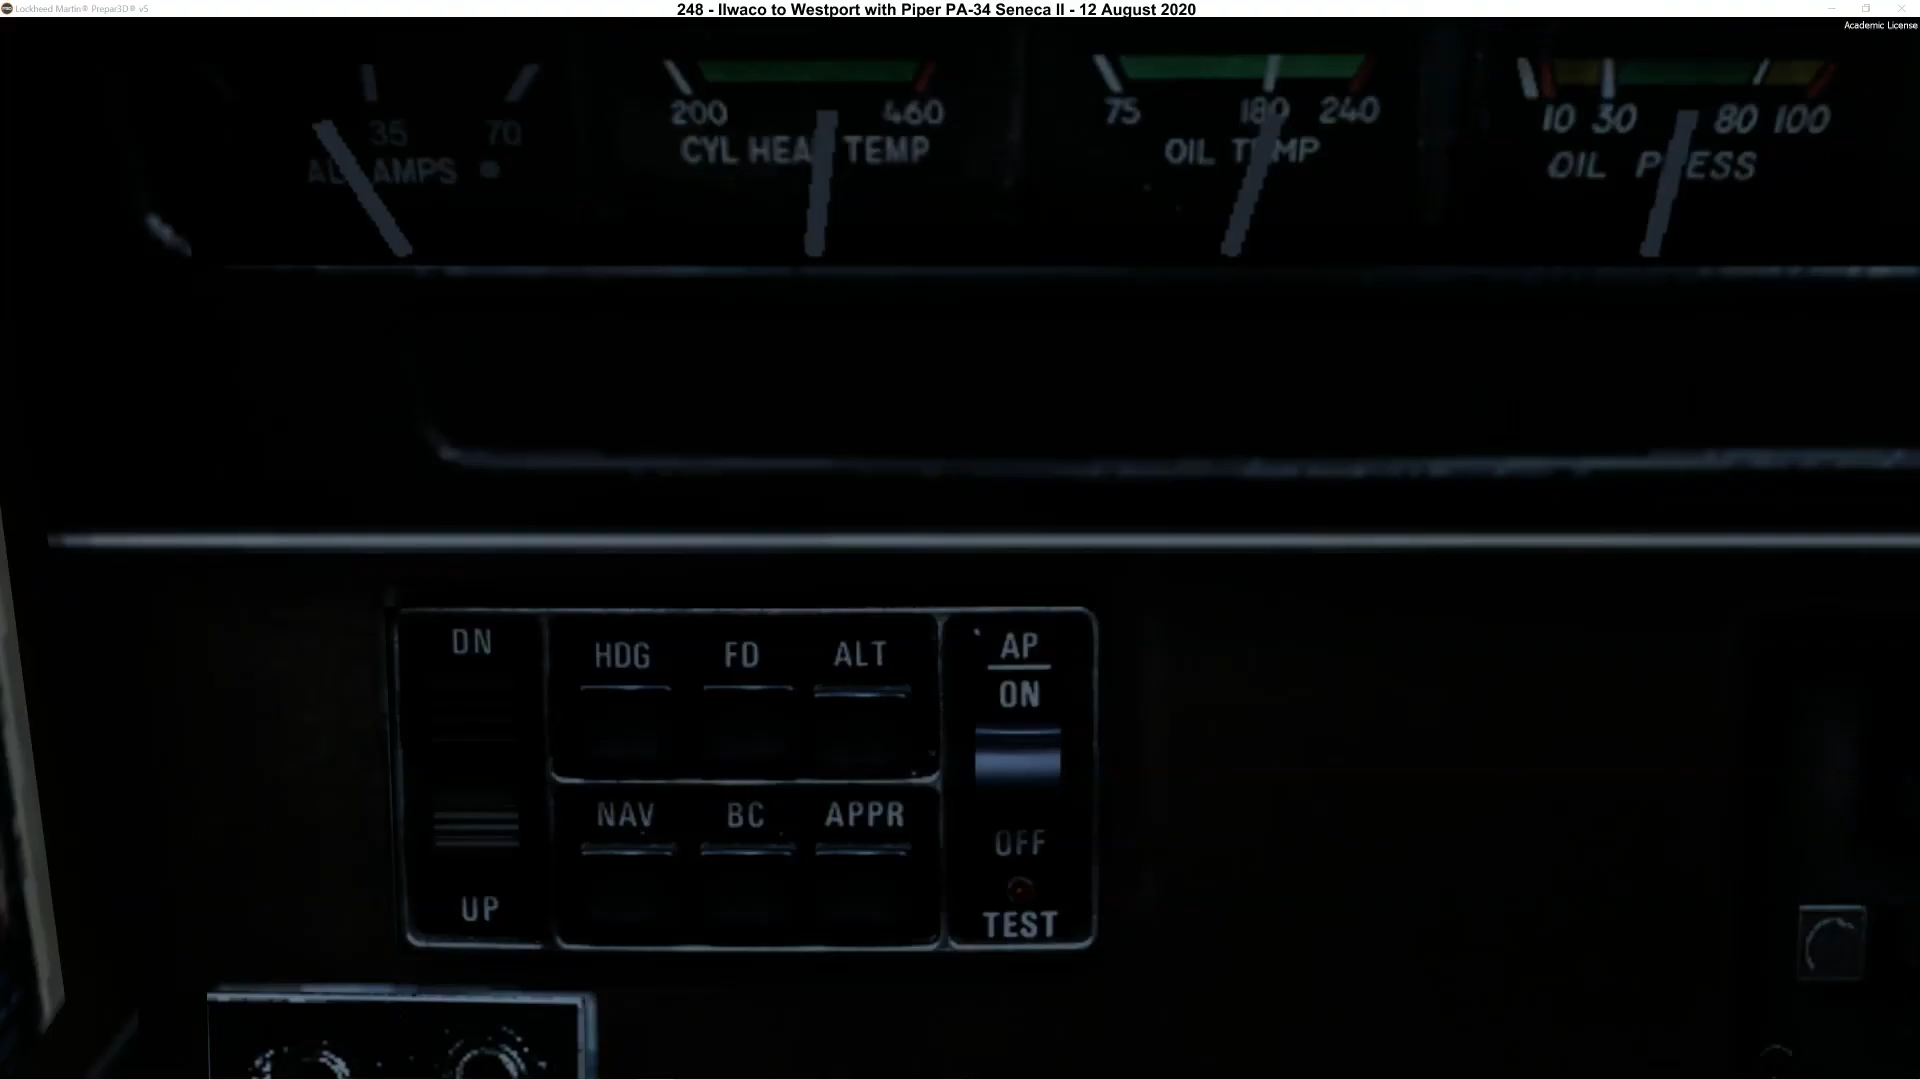 Lockheed Martin® Prepar3D® v5
248 - Ilwaco to Westport with Piper PA-34 Seneca II - 12 August 2020
Academic License
35 70
AMPS
200 460
CYL HEA TEMP
75 180 240
OIL T MP
10 30 80 100
OIL P ESS
DN
UP
HDG FD ALT
NAV BC APPR
AP
ON
OFF
TEST